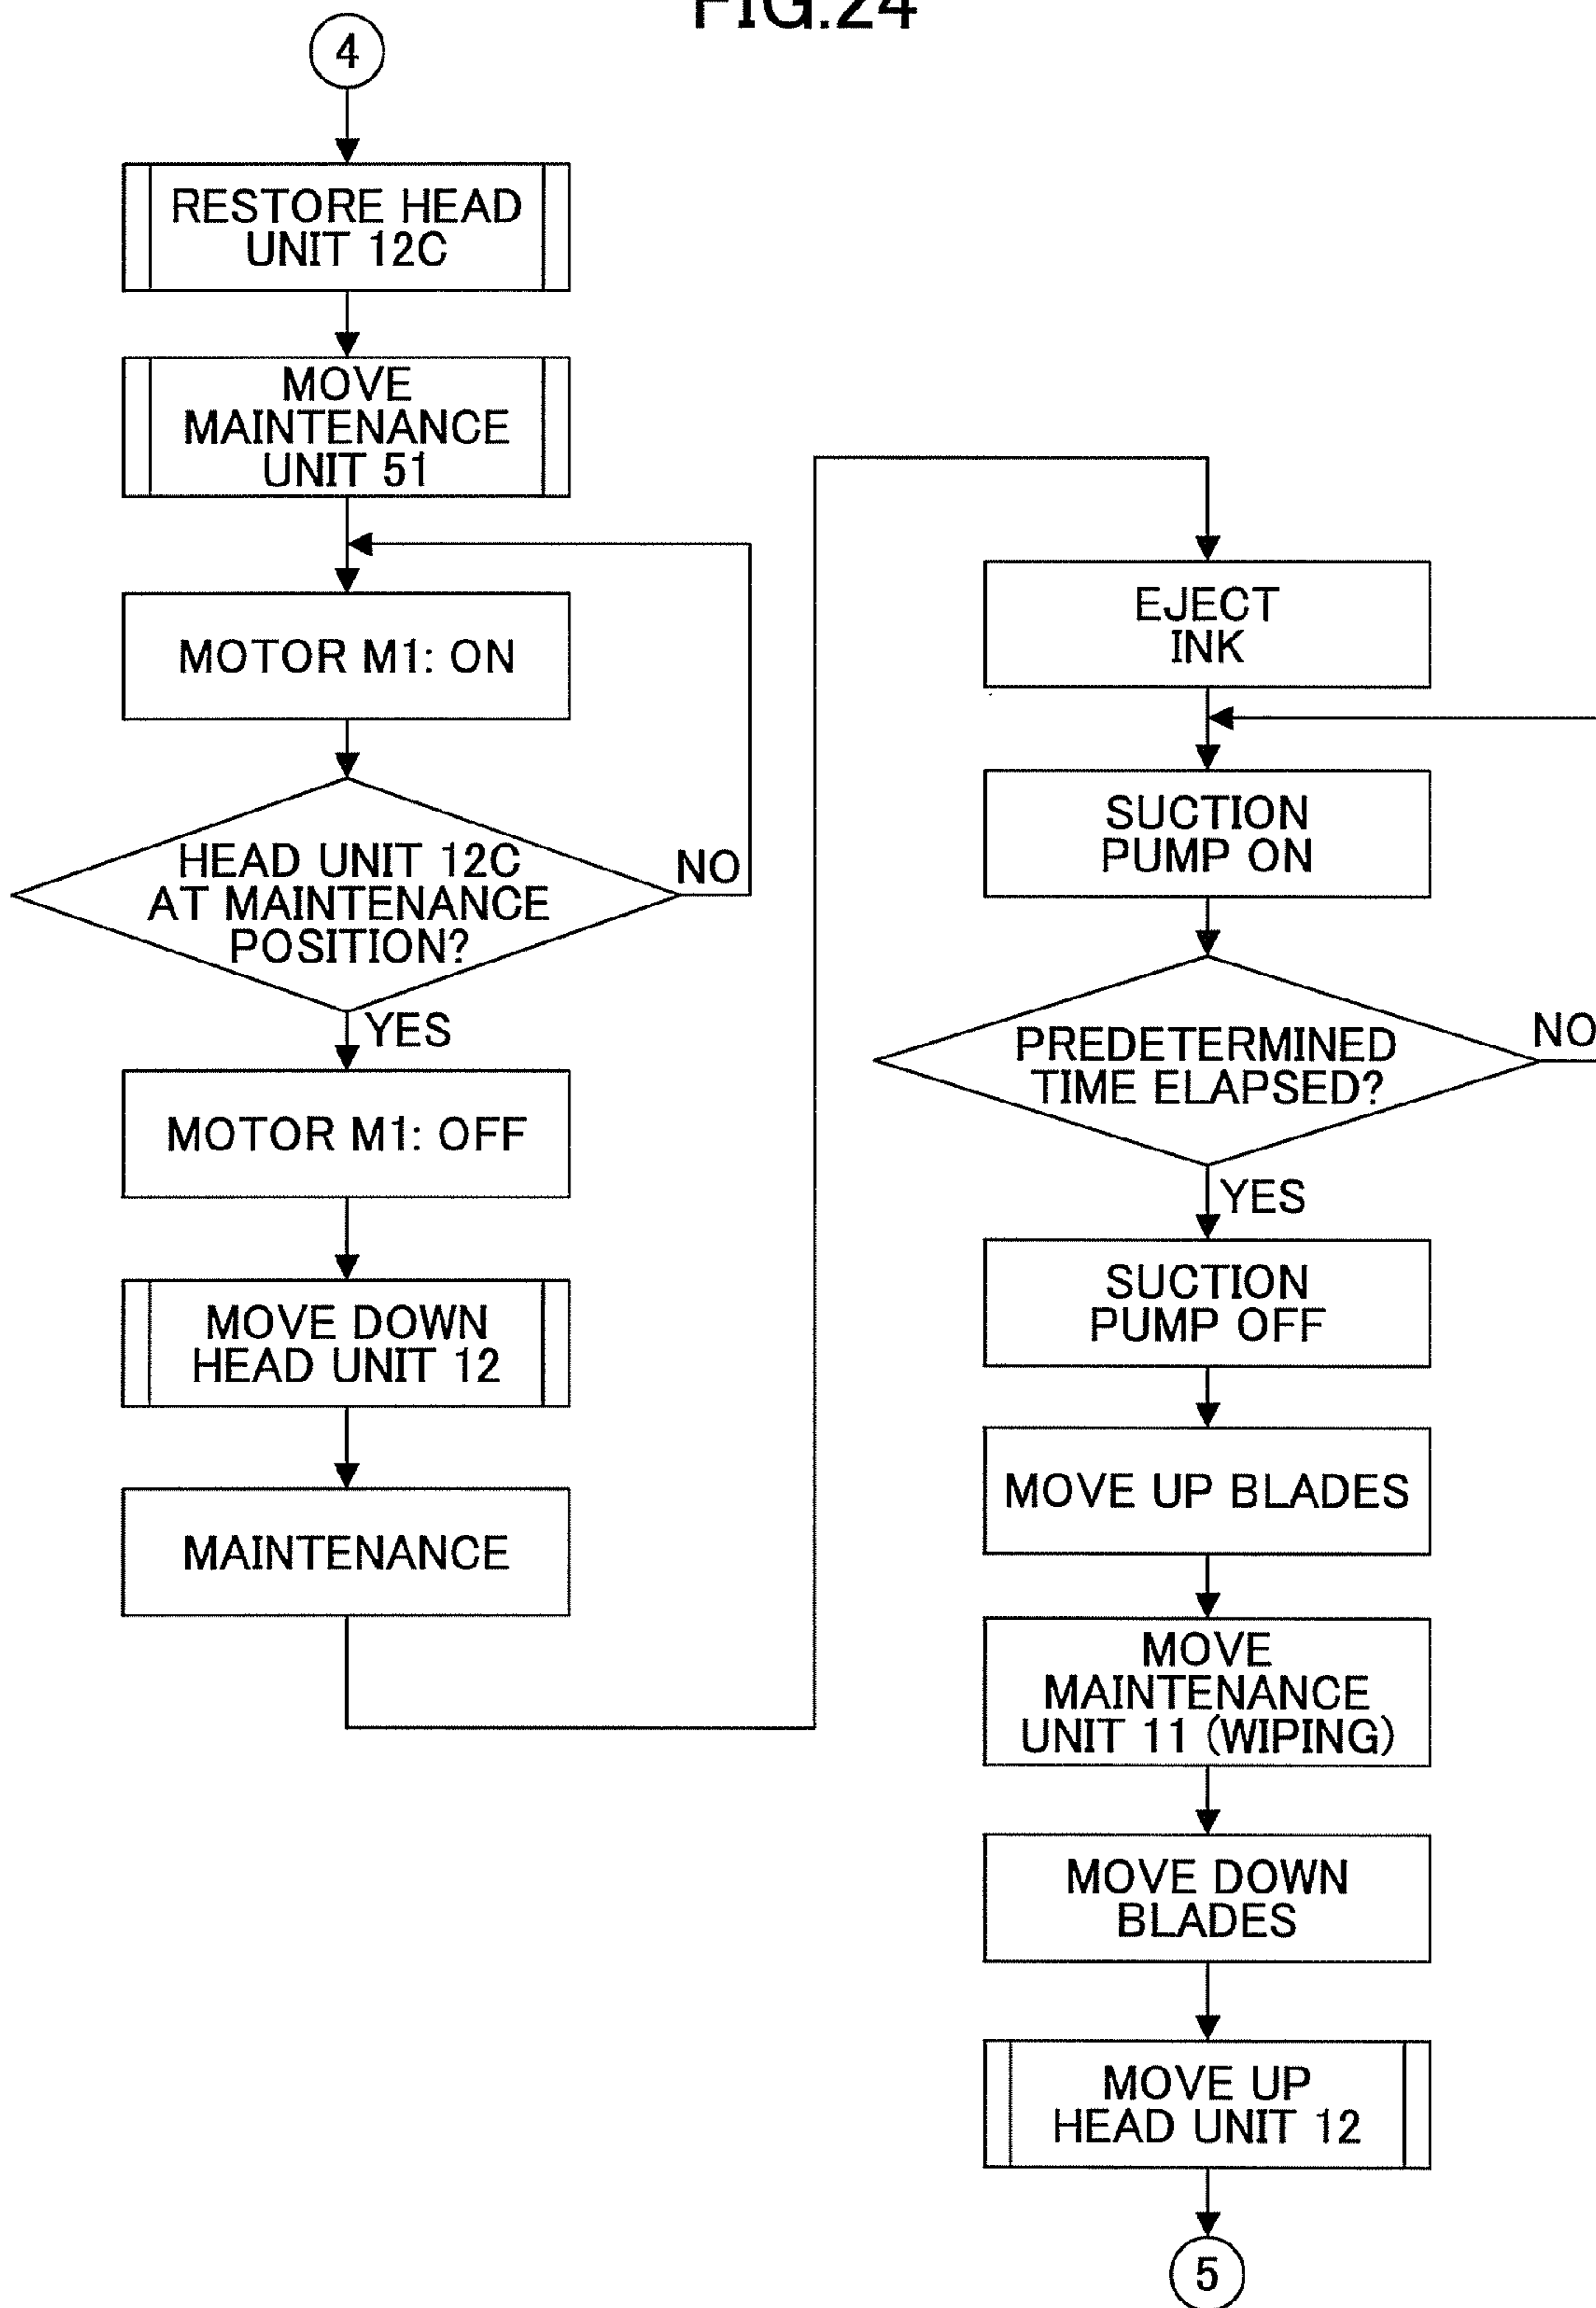 FIG.24
4
RESTORE HEAD
UNIT 12C
MOVE
MAINTENANCE
UNIT 51
MOTOR M1: ON
HEAD UNIT 12C
AT MAINTENANCE
POSITION?
NO
YES
MOTOR M1: OFF
MOVE DOWN
HEAD UNIT 12
MAINTENANCE
EJECT
INK
SUCTION
PUMP ON
PREDETERMINED
TIME ELAPSED?
NO
YES
SUCTION
PUMP OFF
MOVE UP BLADES
MOVE
MAINTENANCE
UNIT 11 (WIPING)
MOVE DOWN
BLADES
MOVE UP
HEAD UNIT 12
5